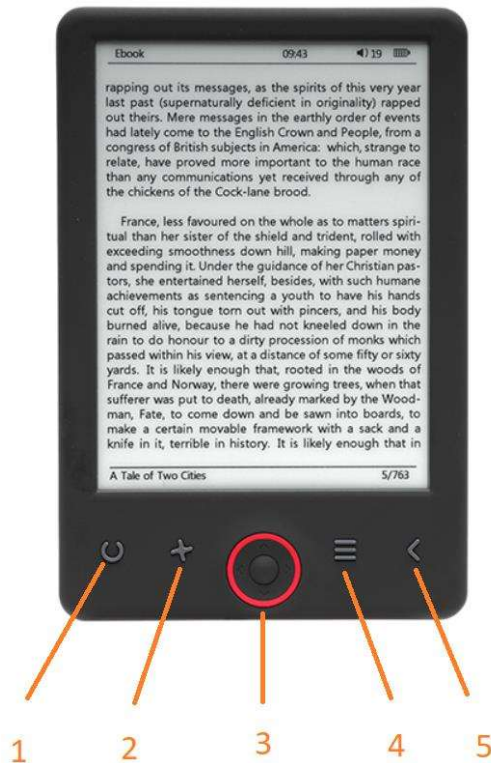 Ebook 09:43 19
rapping out its messages, as the spirits of this very year
last past (supernaturally deficient in originality) rapped
out theirs. Mere messages in the earthly order of events
had lately come to the English Crown and People, from a
congress of British subjects in America: which, strange to
relate, have proved more important to the human race
than any communications yet received through any of
the chickens of the Cock-lane brood.
France, less favoured on the whole as to matters spiri-
tual than her sister of the shield and trident, rolled with
exceeding smoothness down hill, making paper money
and spending it. Under the guidance of her Christian pas-
tors, she entertained herself, besides, with such humane
achievements as sentencing a youth to have his hands
cut off, his tongue torn out with pincers, and his body
burned alive, because he had not kneeled down in the
rain to do honour to a dirty procession of monks which
passed within his view, at a distance of some fifty or sixty
yards. It is likely enough that, rooted in the woods of
France and Norway, there were growing trees, when that
sufferer was put to death, already marked by the Wood-
man, Fate, to come down and be sawn into boards, to
make a certain movable framework with a sack and a
knife in it, terrible in history. It is likely enough that in
A Tale of Two Cities 5/763
1 2 3 4 5